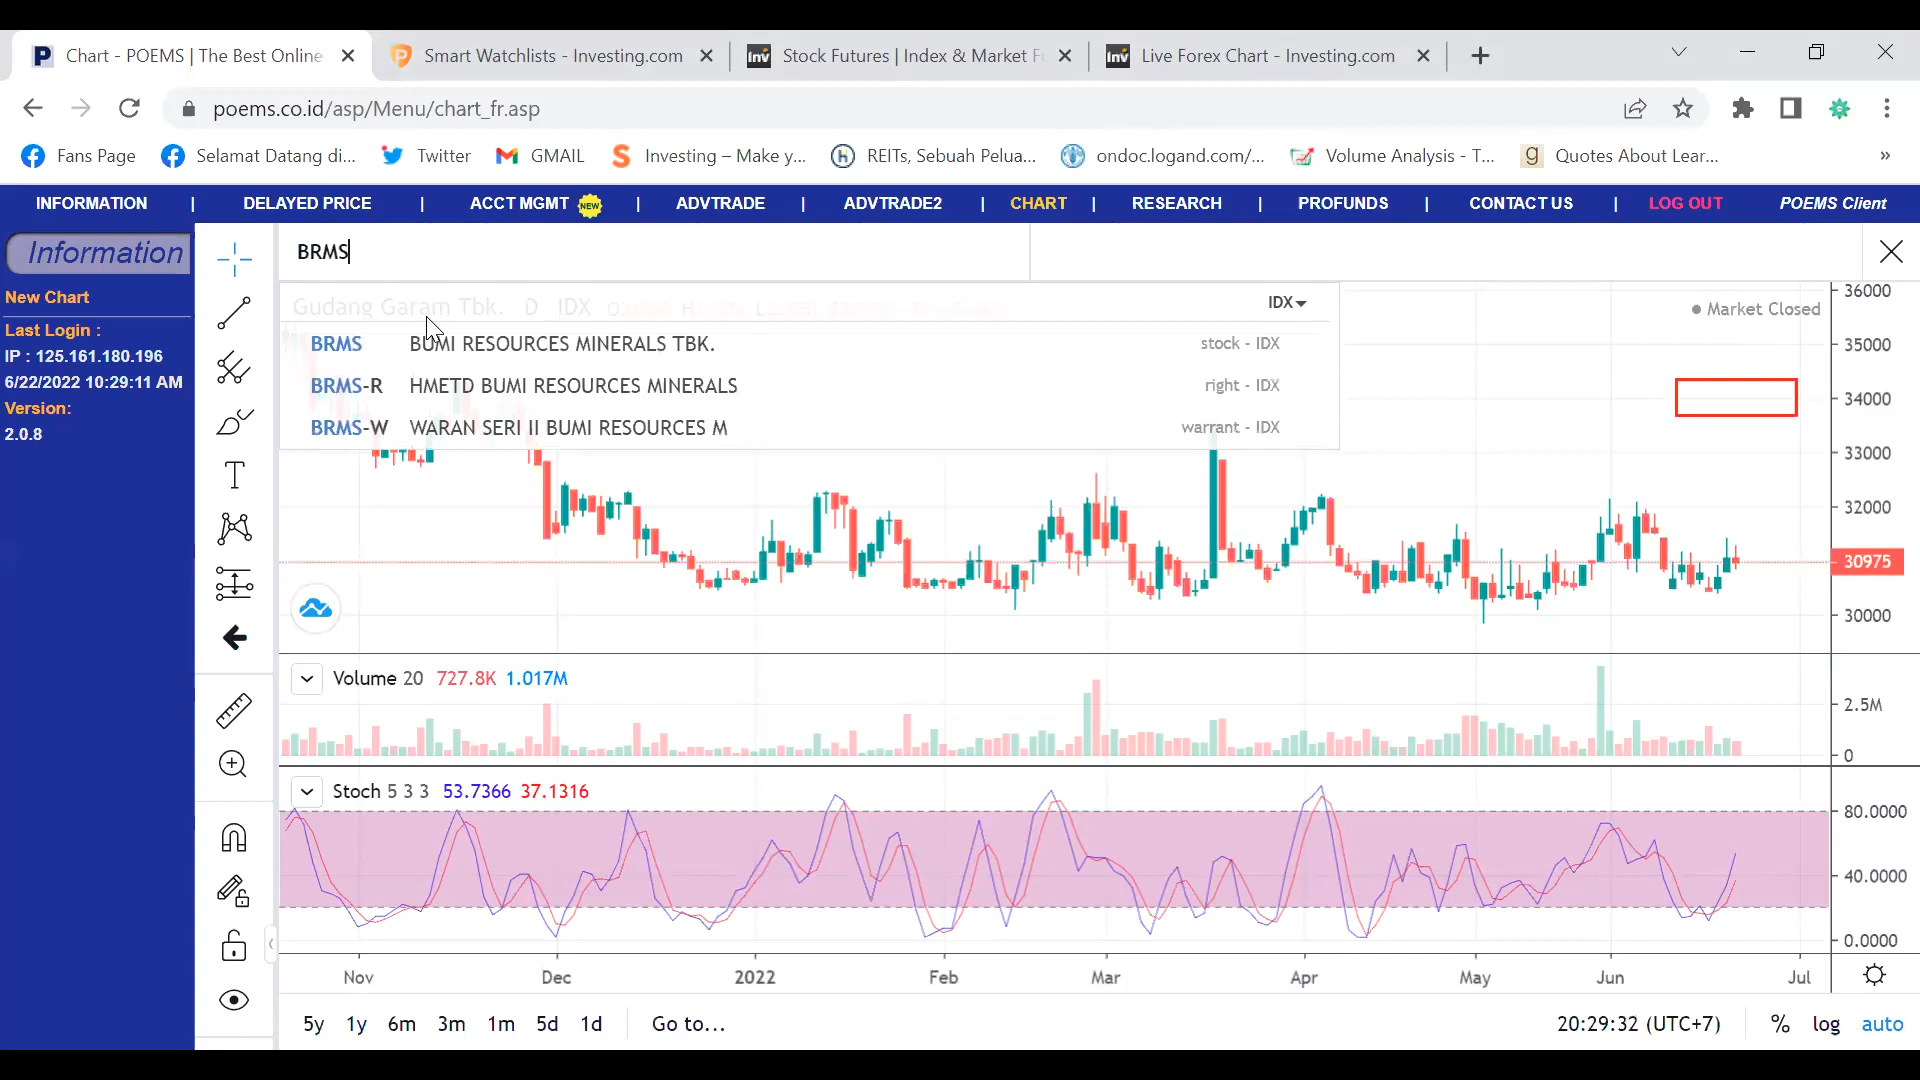 Chart - POEMS | The Best Online
Smart Watchlists - Investing.com
Stock Futures | Index & Market F
Live Forex Chart - Investing.com
poems.co.id/asp/Menu/chart_fr.asp
Fans Page
Selamat Datang di...
Twitter
GMAIL
Investing – Make y...
REITs, Sebuah Pelua...
ondoc.logand.com/...
Volume Analysis - T...
Quotes About Lear...
»
INFORMATION | DELAYED PRICE | ACCT MGMT NEW | ADVTRADE | ADVTRADE2 | CHART | RESEARCH | PROFUNDS | CONTACT US | LOG OUT POEMS Client
Information
New Chart
Last Login :
IP : 125.161.180.196
6/22/2022 10:29:11 AM
Version:
2.0.8
BRMS
Gudang Garam Tbk. D IDX
IDX
BRMS BUMI RESOURCES MINERALS TBK. stock - IDX
BRMS-R HMETD BUMI RESOURCES MINERALS right - IDX
BRMS-W WARAN SERI II BUMI RESOURCES M warrant - IDX
Market Closed
36000
35000
34000
33000
32000
30975
30000
Volume 20 727.8K 1.017M
2.5M
0
Stoch 5 3 3 53.7366 37.1316
80.0000
40.0000
0.0000
Nov Dec 2022 Feb Mar Apr May Jun Jul
5y 1y 6m 3m 1m 5d 1d Go to... 20:29:32 (UTC+7) % log auto